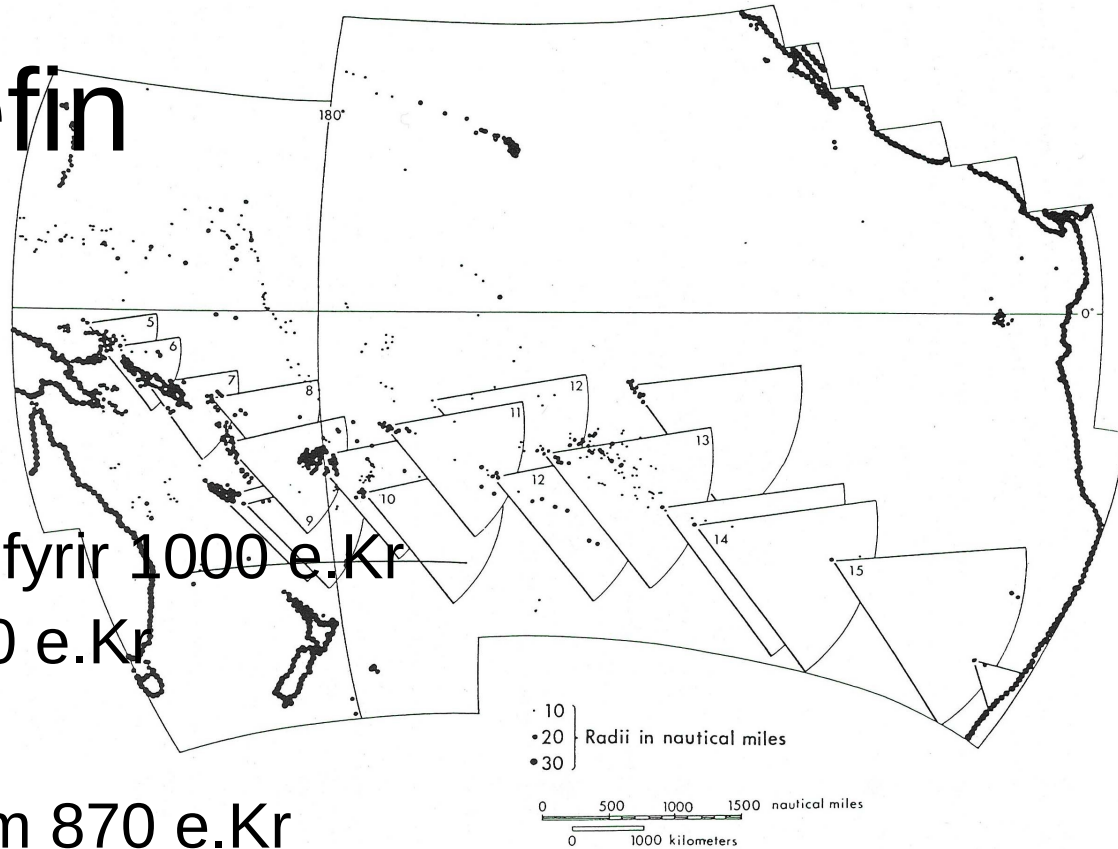 efin
180°
0°
5
6
7
8
12
11
13
12
10
9
14
15
fyrir 1000 e.Kr
0 e.Kr
m 870 e.Kr
· 10
• 20 Radii in nautical miles
• 30
0 500 1000 1500 nautical miles
0 1000 kilometers